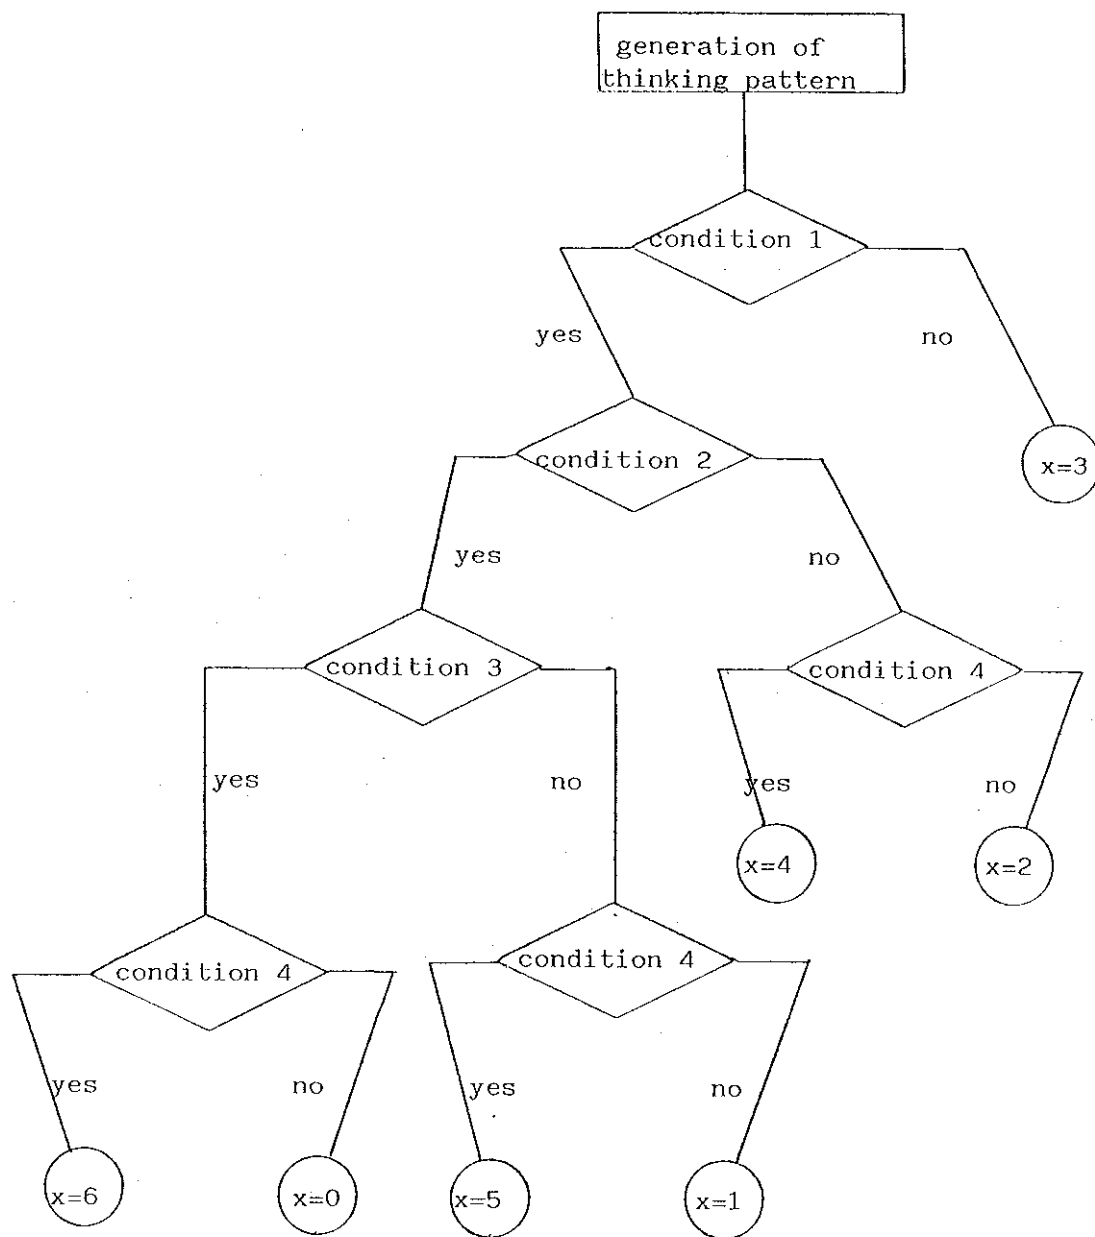 generation of
thinking pattern
condition 1
yes
no
condition 2
x=3
yes
no
condition 3
condition 4
yes
no
yes
no
x=4
x=2
condition 4
condition 4
yes
no
yes
no
x=6
x=0
x=5
x=1